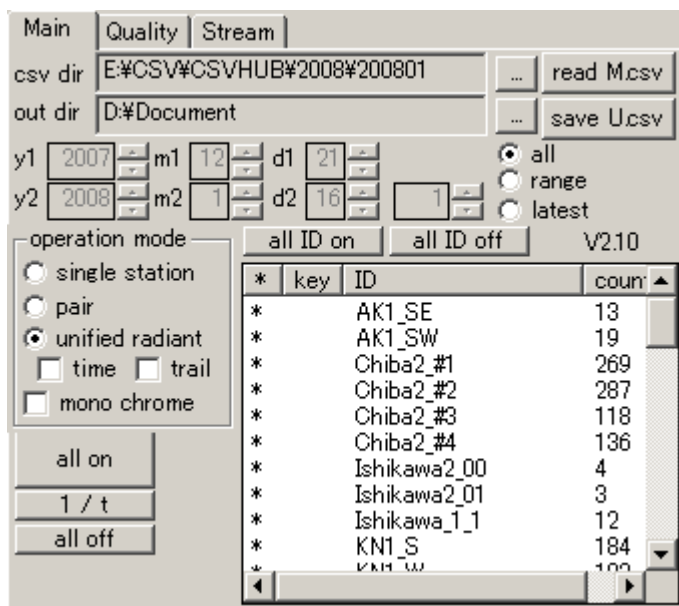 Main Quality Stream
csv dir E:¥CSV¥CSVHUB¥2008¥200801 ... read M.csv
out dir D:¥Document ... save U.csv
y1 2007 m1 12 d1 21 all
range
y2 2008 m2 1 d2 16 1 latest
operation mode all ID on all ID off V2.10
single station * key ID coun
pair * AK1_SE 13
* AK1_SW 19
unified radiant * Chiba2_#1 269
time trail * Chiba2_#2 287
mono chrome * Chiba2_#3 118
* Chiba2_#4 136
all on * Ishikawa2_00 4
* Ishikawa2_01 3
1 / t * Ishikawa_1_1 12
all off * KN1_S 184
* KN1_W